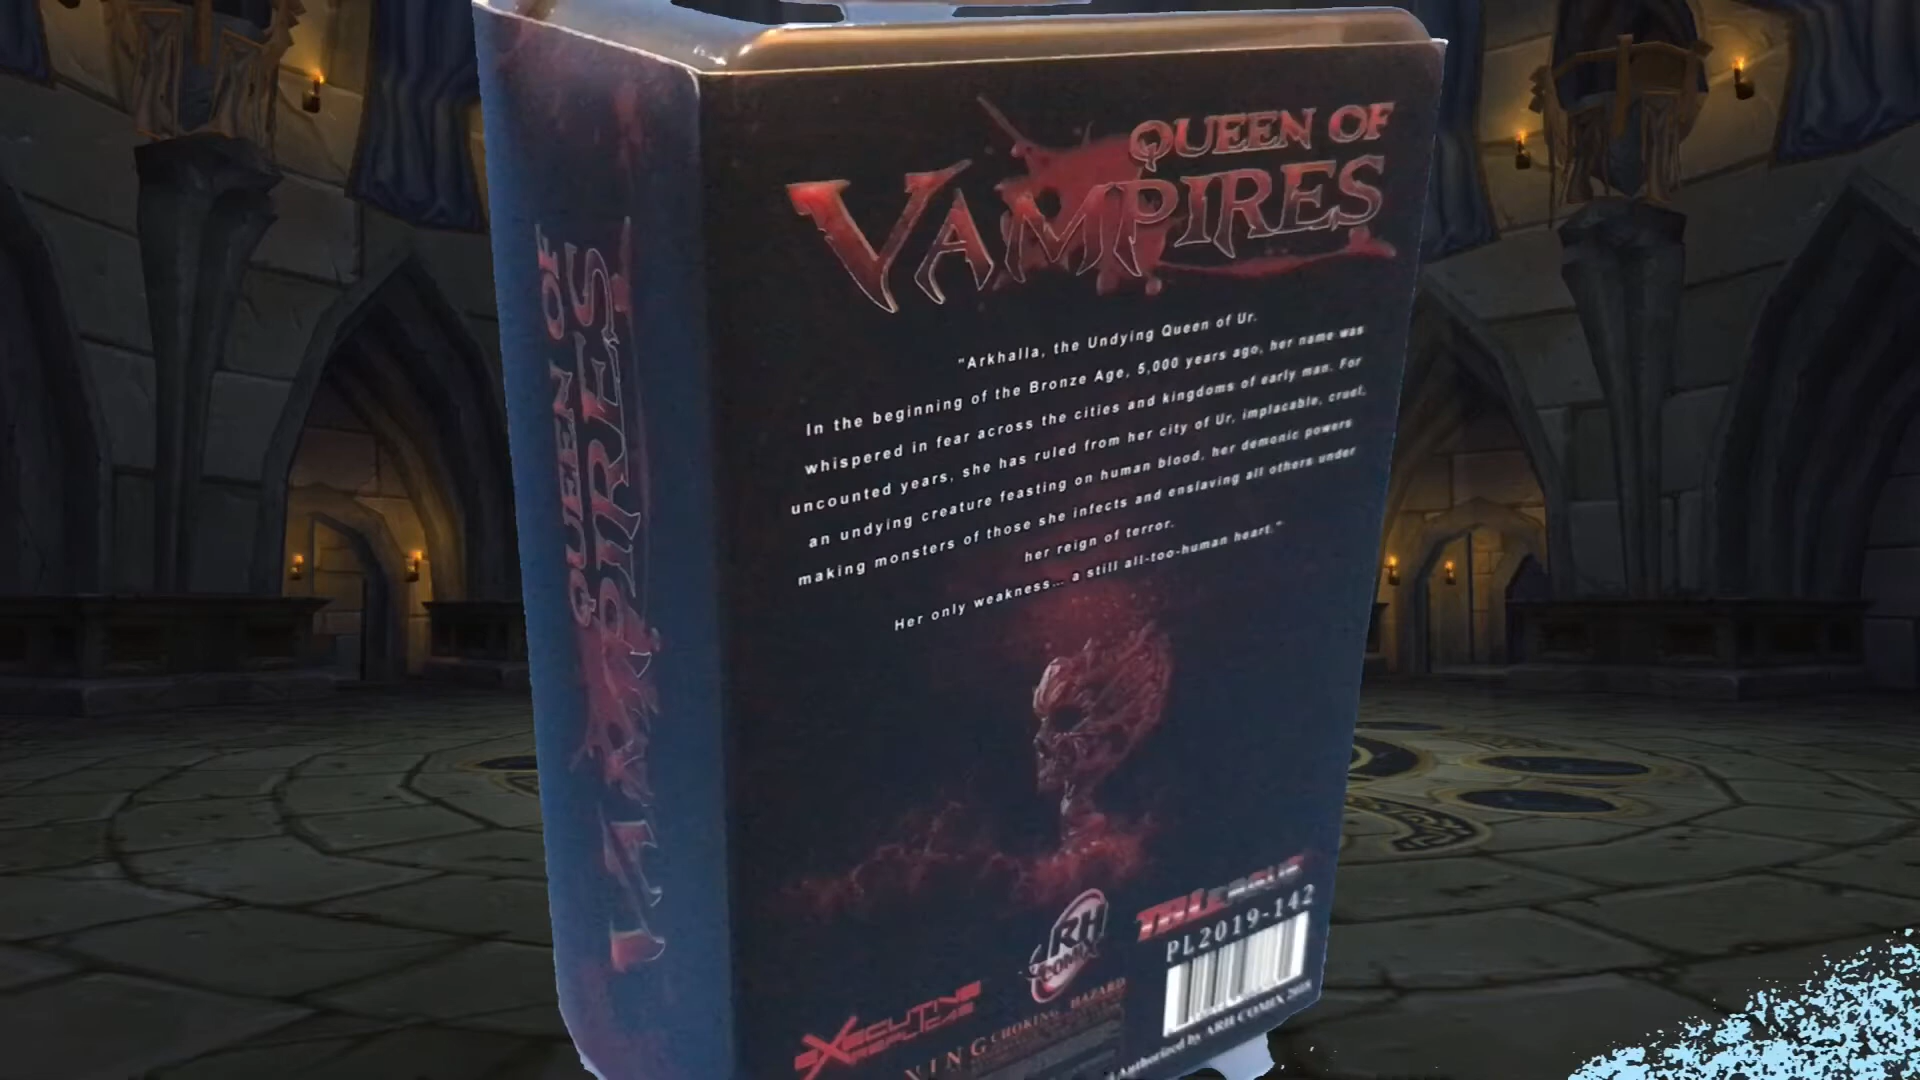 QUEEN OF
VAMPIRES
QUEEN OF
VAMPIRES
"Arkhalla, the Undying Queen of Ur.
In the beginning of the Bronze Age, 5,000 years ago, her name was
whispered in fear across the cities and kingdoms of early man. For
uncounted years, she has ruled from her city of Ur, implacable, cruel,
an undying creature feasting on human blood, her demonic powers
making monsters of those she infects and enslaving all others under
her reign of terror.
Her only weakness... a still all-too-human heart."
RH
COMIX
TBLEAGUE
PL2019-142
EXECUTIVE
REPLICAS
CHOKING HAZARD
Authorized by ARH COMIX 2018